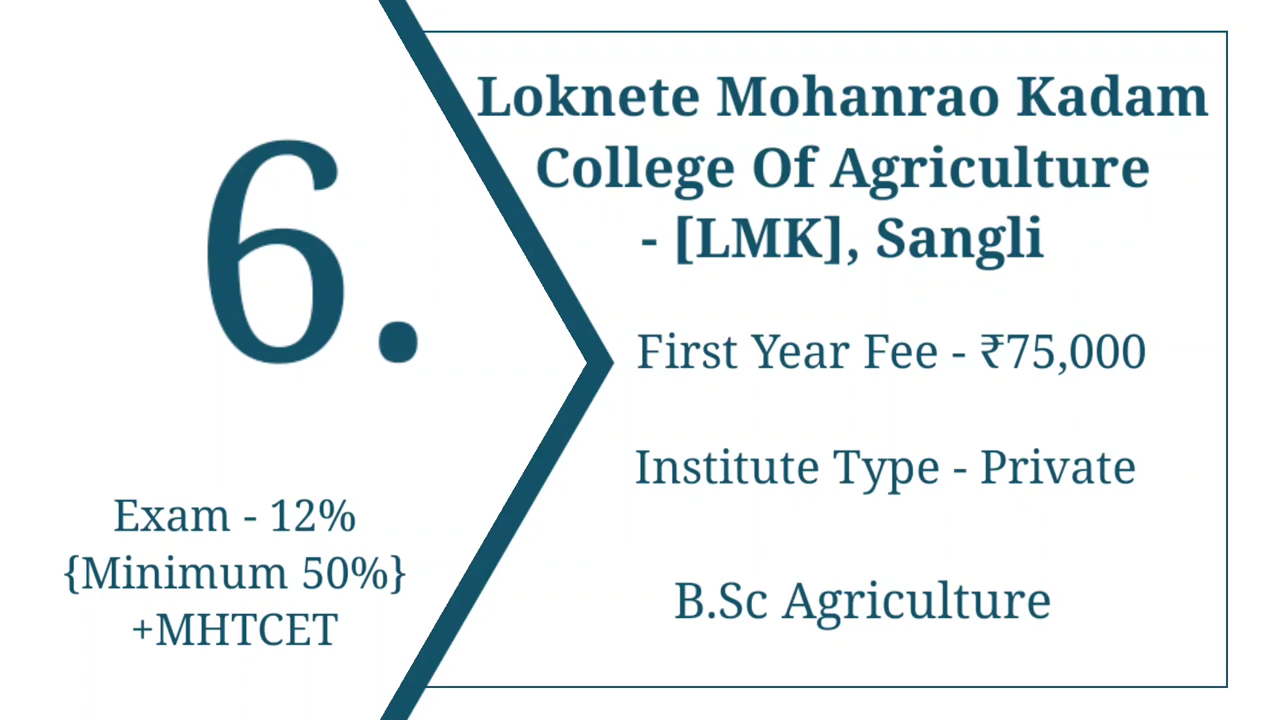 6.
Exam - 12%
{Minimum 50%}
+MHTCET
Loknete Mohanrao Kadam
College Of Agriculture
- [LMK], Sangli
First Year Fee - ₹75,000
Institute Type - Private
B.Sc Agriculture